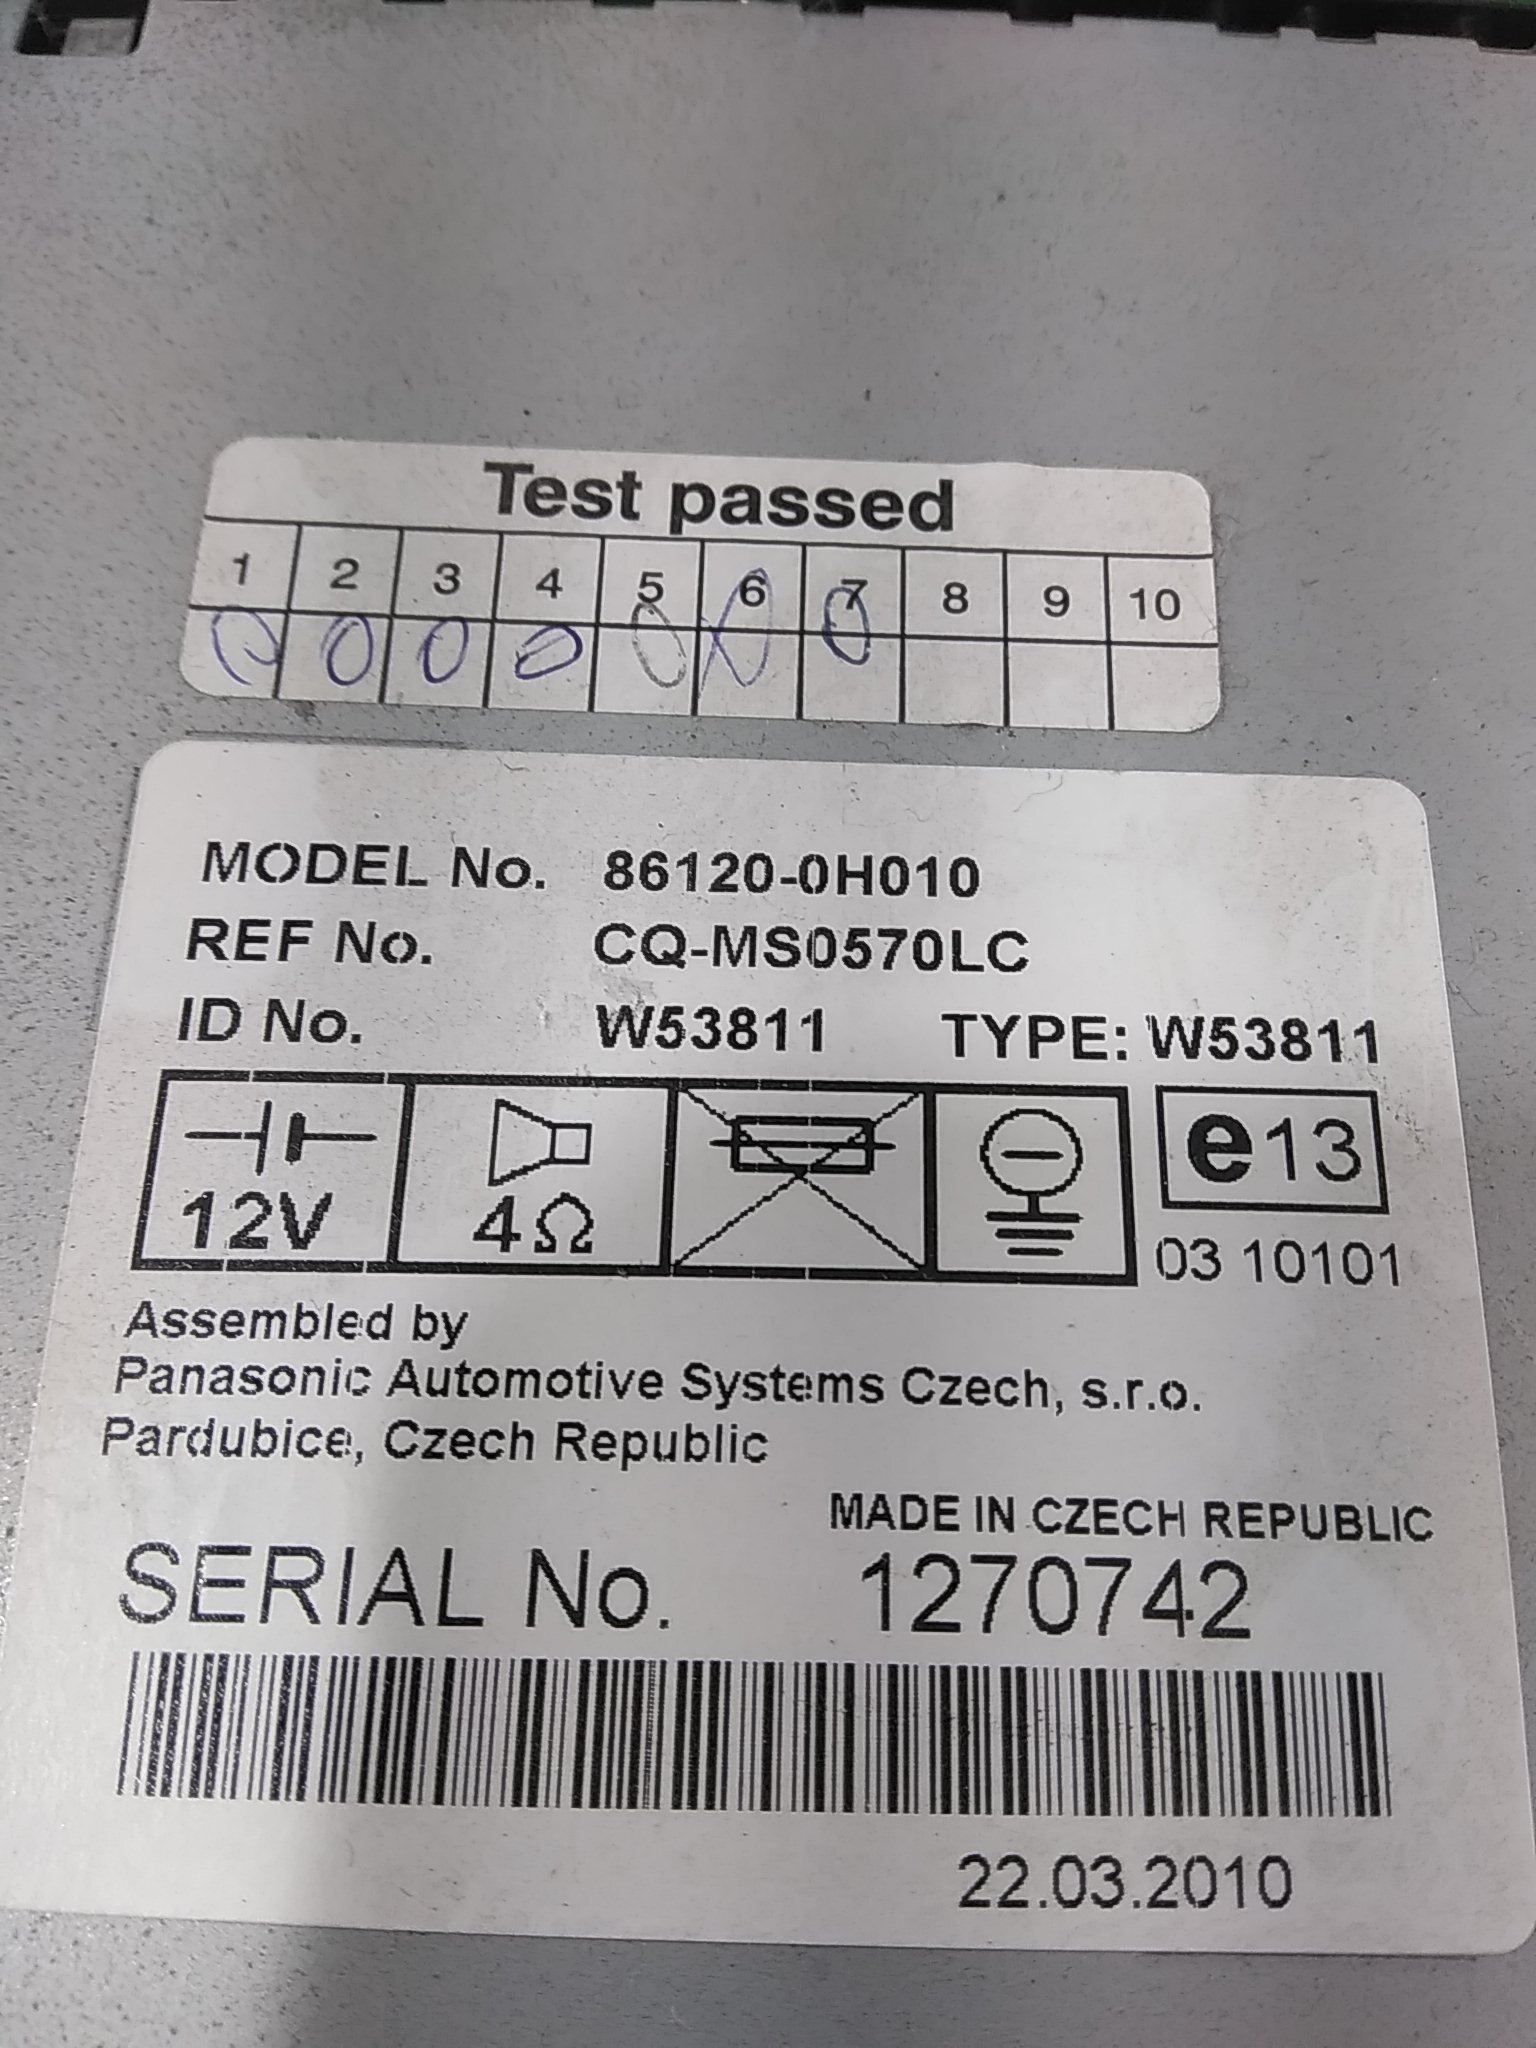 Test passed
1 2 3 4 5 6 7 8 9 10
MODEL No. 86120-0H010
REF No. CQ-MS0570LC
ID No. W53811 TYPE: W53811
12V 4Ω e13
03 10101
Assembled by
Panasonic Automotive Systems Czech, s.r.o.
Pardubice, Czech Republic
MADE IN CZECH REPUBLIC
SERIAL No. 1270742
22.03.2010